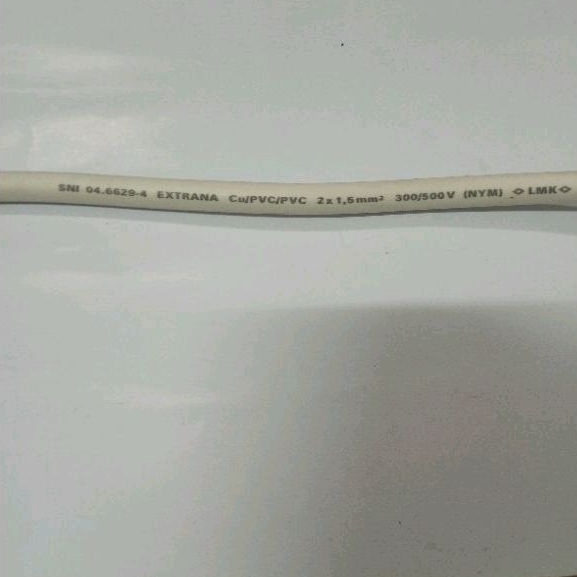 SNI 04.6629-4 EXTRANA Cu/PVC/PVC 2x1,5mm² 300/500V (NYM) ◇LMK◇